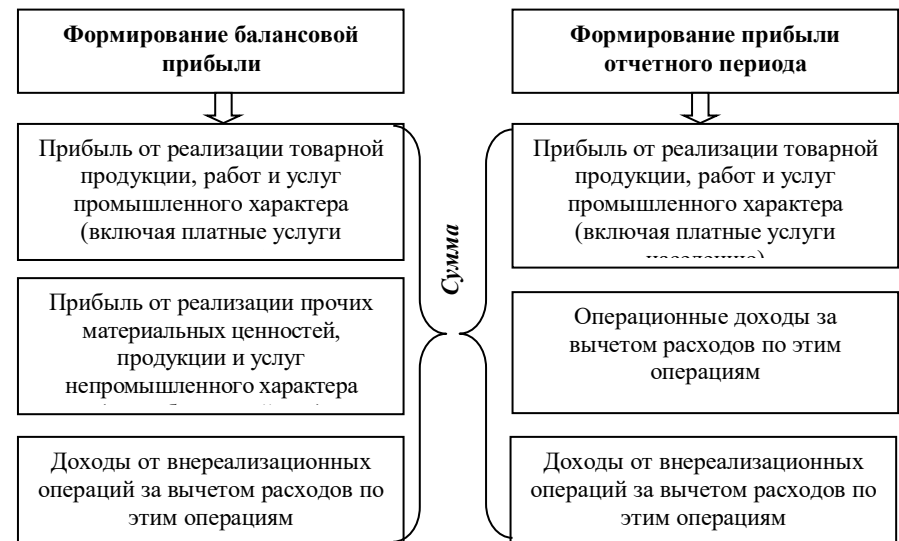 Формирование балансовой
прибыли
Прибыль от реализации товарной
продукции, работ и услуг
промышленного характера
(включая платные услуги
Прибыль от реализации прочих
материальных ценностей,
продукции и услуг
непромышленного характера
Доходы от внереализационных
операций за вычетом расходов по
этим операциям
Сумма
Формирование прибыли
отчетного периода
Прибыль от реализации товарной
продукции, работ и услуг
промышленного характера
(включая платные услуги
населению)
Операционные доходы за
вычетом расходов по этим
операциям
Доходы от внереализационных
операций за вычетом расходов по
этим операциям